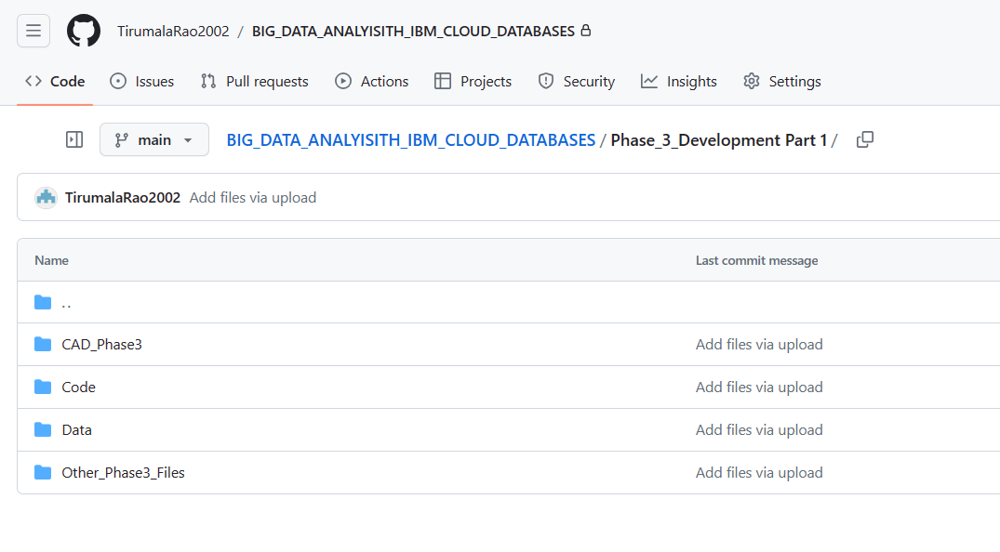 TirumalaRao2002 / BIG_DATA_ANALYISITH_IBM_CLOUD_DATABASES
Code Issues Pull requests Actions Projects Security Insights Settings
main BIG_DATA_ANALYISITH_IBM_CLOUD_DATABASES / Phase_3_Development Part 1 /
TirumalaRao2002 Add files via upload
Name Last commit message
..
CAD_Phase3 Add files via upload
Code Add files via upload
Data Add files via upload
Other_Phase3_Files Add files via upload